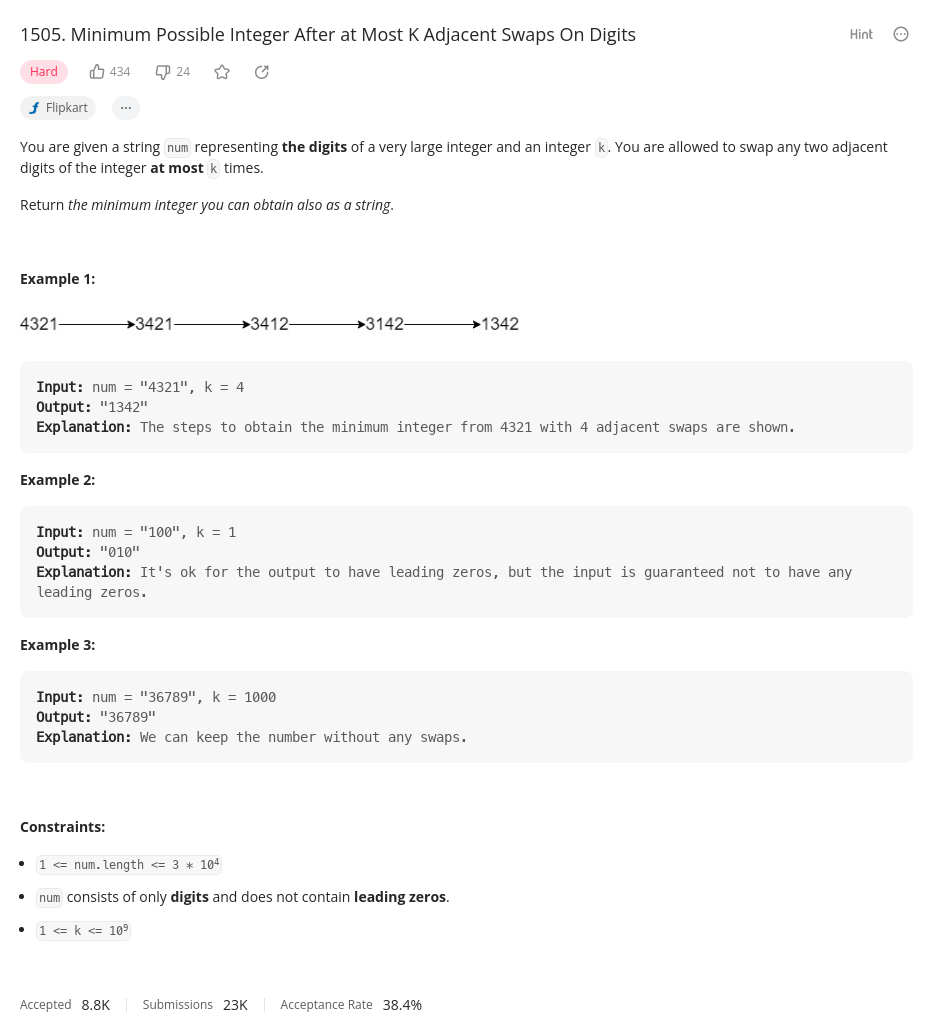 1505. Minimum Possible Integer After at Most K Adjacent Swaps On Digits
Hint
Hard
434
24
Flipkart
...
You are given a string num representing the digits of a very large integer and an integer k. You are allowed to swap any two adjacent
digits of the integer at most k times.
Return the minimum integer you can obtain also as a string.
Example 1:
4321 3421 3412 3142 1342
Input: num = "4321", k = 4
Output: "1342"
Explanation: The steps to obtain the minimum integer from 4321 with 4 adjacent swaps are shown.
Example 2:
Input: num = "100", k = 1
Output: "010"
Explanation: It's ok for the output to have leading zeros, but the input is guaranteed not to have any
leading zeros.
Example 3:
Input: num = "36789", k = 1000
Output: "36789"
Explanation: We can keep the number without any swaps.
Constraints:
• 1 <= num.length <= 3 * 10⁴
• num consists of only digits and does not contain leading zeros.
• 1 <= k <= 10⁹
Accepted 8.8K Submissions 23K Acceptance Rate 38.4%